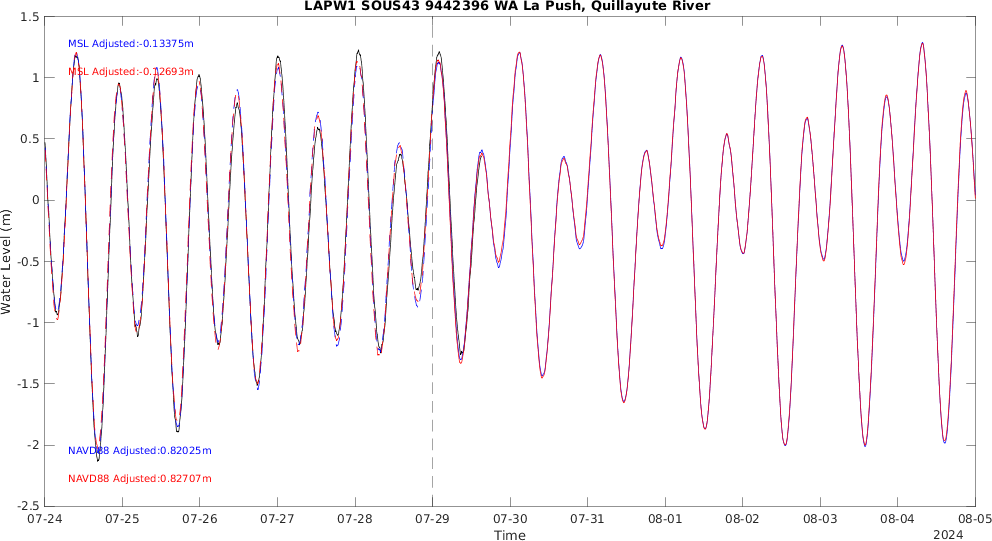 LAPW1 SOUS43 9442396 WA La Push, Quillayute River
1.5
MSL Adjusted:-0.13375m
MSL Adjusted:-0.12693m
1
0.5
0
-0.5
-1
-1.5
-2
-2.5
Water Level (m)
NAVD88 Adjusted:0.82025m
NAVD88 Adjusted:0.82707m
07-24 07-25 07-26 07-27 07-28 07-29 07-30 07-31 08-01 08-02 08-03 08-04 08-05
Time
2024